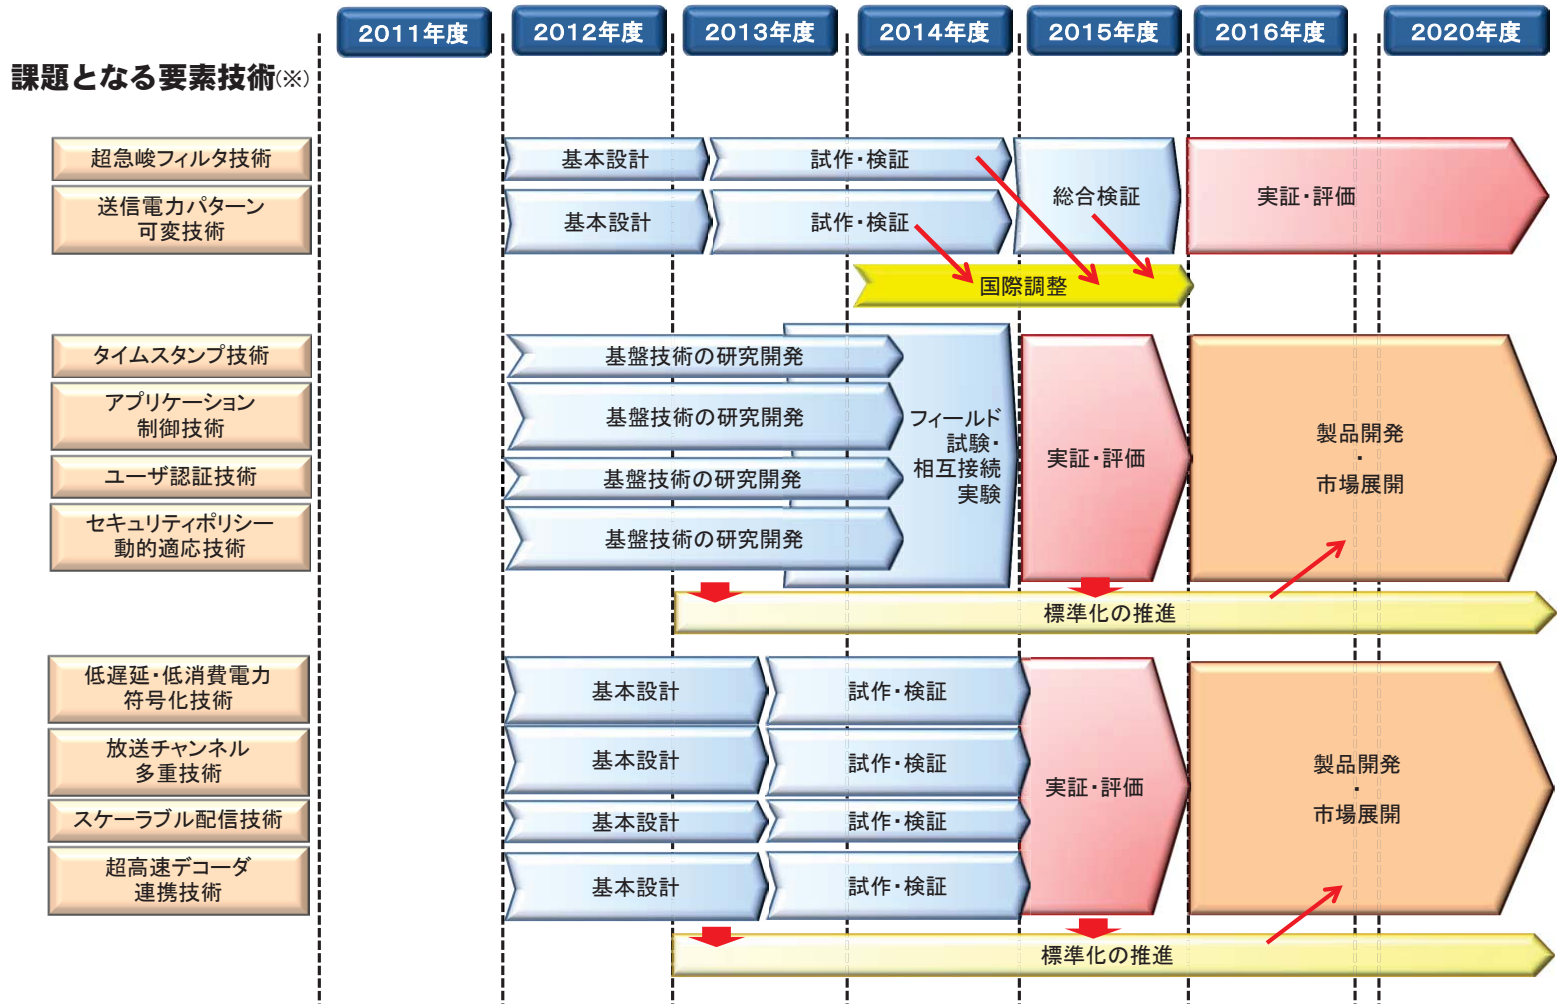 2011年度
2012年度
2013年度
2014年度
2015年度
2016年度
2020年度
課題となる要素技術(※)
超急峻フィルタ技術
基本設計
試作・検証
送信電力パターン
可変技術
基本設計
試作・検証
総合検証
実証・評価
国際調整
タイムスタンプ技術
基盤技術の研究開発
アプリケーション
制御技術
基盤技術の研究開発
ユーザ認証技術
基盤技術の研究開発
セキュリティポリシー
動的適応技術
基盤技術の研究開発
フィールド
試験・
相互接続
実験
実証・評価
製品開発
・
市場展開
標準化の推進
低遅延・低消費電力
符号化技術
基本設計
試作・検証
放送チャンネル
多重技術
基本設計
試作・検証
スケーラブル配信技術
基本設計
試作・検証
超高速デコーダ
連携技術
基本設計
試作・検証
実証・評価
製品開発
・
市場展開
標準化の推進